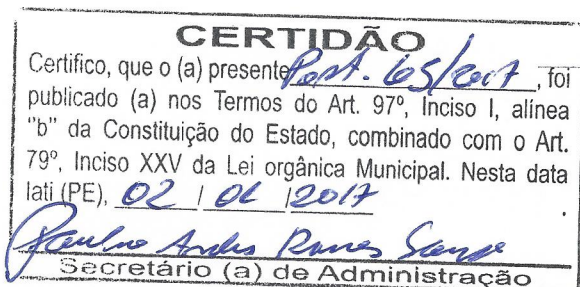 CERTIDÃO
Certifico, que o (a) presente Port. 65/2017, foi
publicado (a) nos Termos do Art. 97º, Inciso I, alinea
"b" da Constituição do Estado, combinado com o Art.
79º, Inciso XXV da Lei orgânica Municipal. Nesta data
Iati (PE), 02 / 01 / 2017.
Secretário (a) de Administração